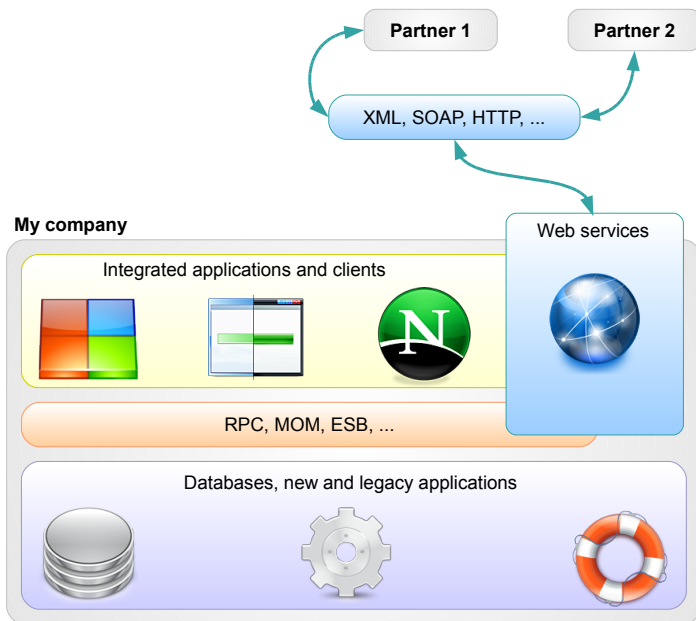 Partner 1
Partner 2
XML, SOAP, HTTP, ...
My company
Web services
Integrated applications and clients
N
RPC, MOM, ESB, ...
Databases, new and legacy applications